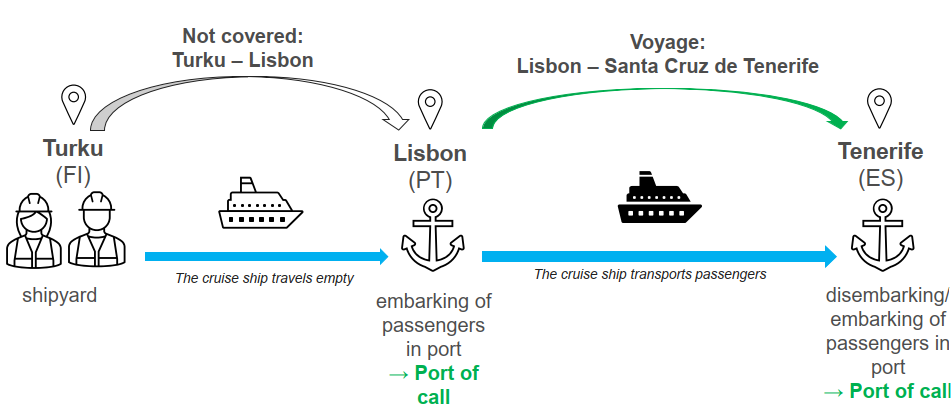 Not covered:
Turku – Lisbon
Voyage:
Lisbon – Santa Cruz de Tenerife
Turku
(FI)
Lisbon
(PT)
Tenerife
(ES)
The cruise ship travels empty
The cruise ship transports passengers
shipyard
embarking of
passengers
in port
→ Port of
call
disembarking/
embarking of
passengers in
port
→ Port of call